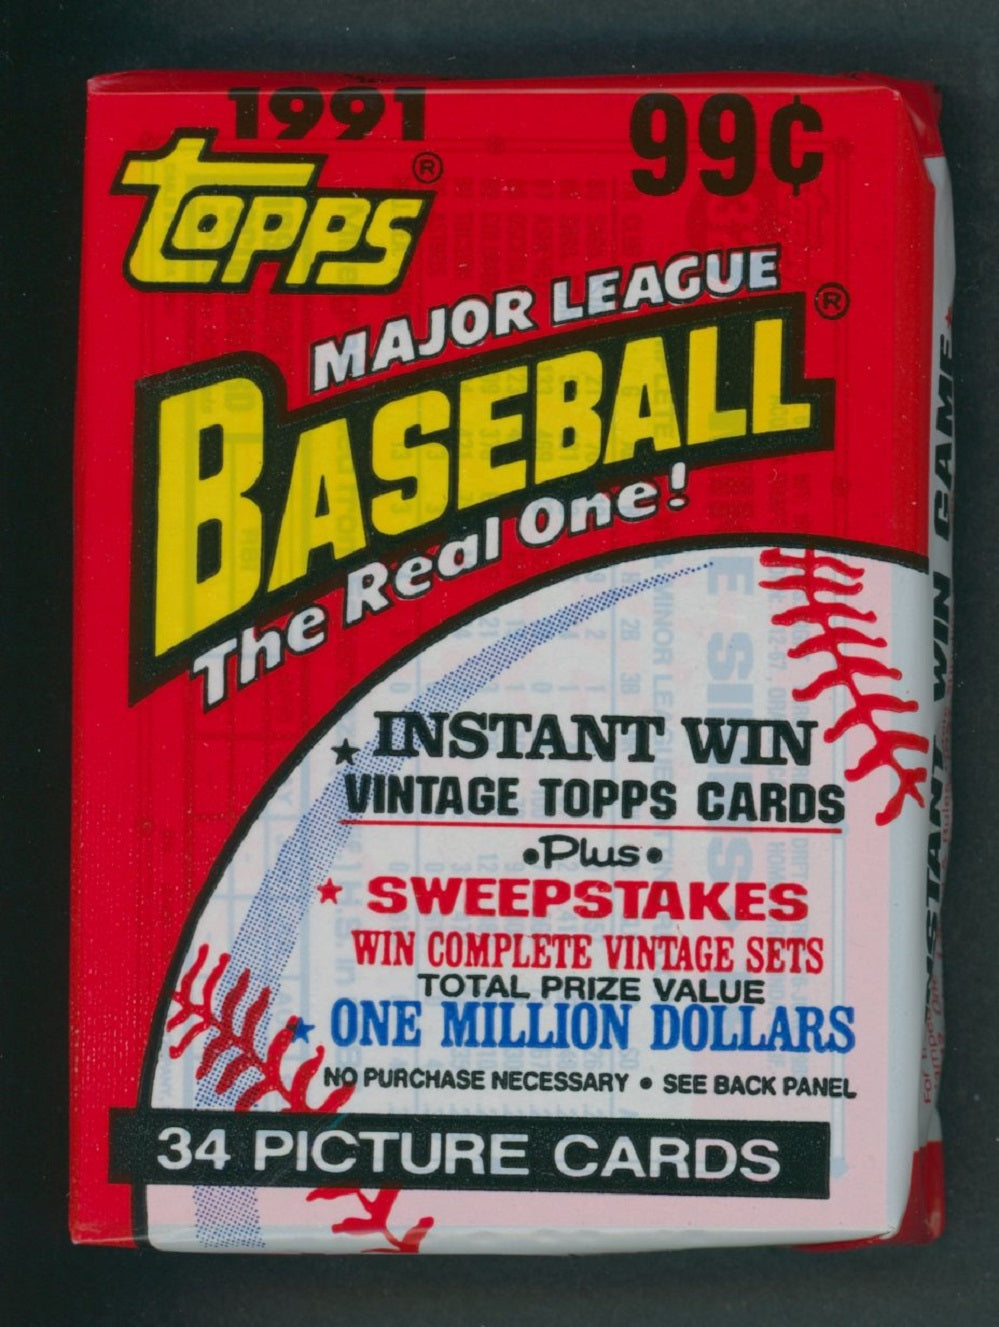 1991
99¢
Topps®
MAJOR LEAGUE
BASEBALL®
The Real One!
★ INSTANT WIN
VINTAGE TOPPS CARDS
•Plus•
★ SWEEPSTAKES
WIN COMPLETE VINTAGE SETS
TOTAL PRIZE VALUE
★ ONE MILLION DOLLARS
NO PURCHASE NECESSARY • SEE BACK PANEL
34 PICTURE CARDS
INSTANT WIN GAME★